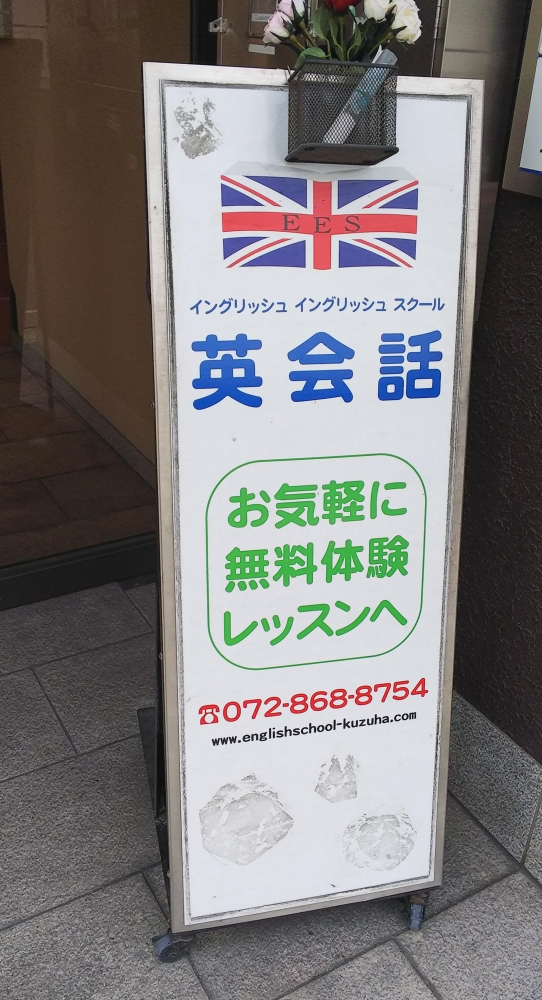 EES
イングリッシュ イングリッシュ スクール
英会話
お気軽に
無料体験
レッスンへ
☎072-868-8754
www.englishschool-kuzuha.com